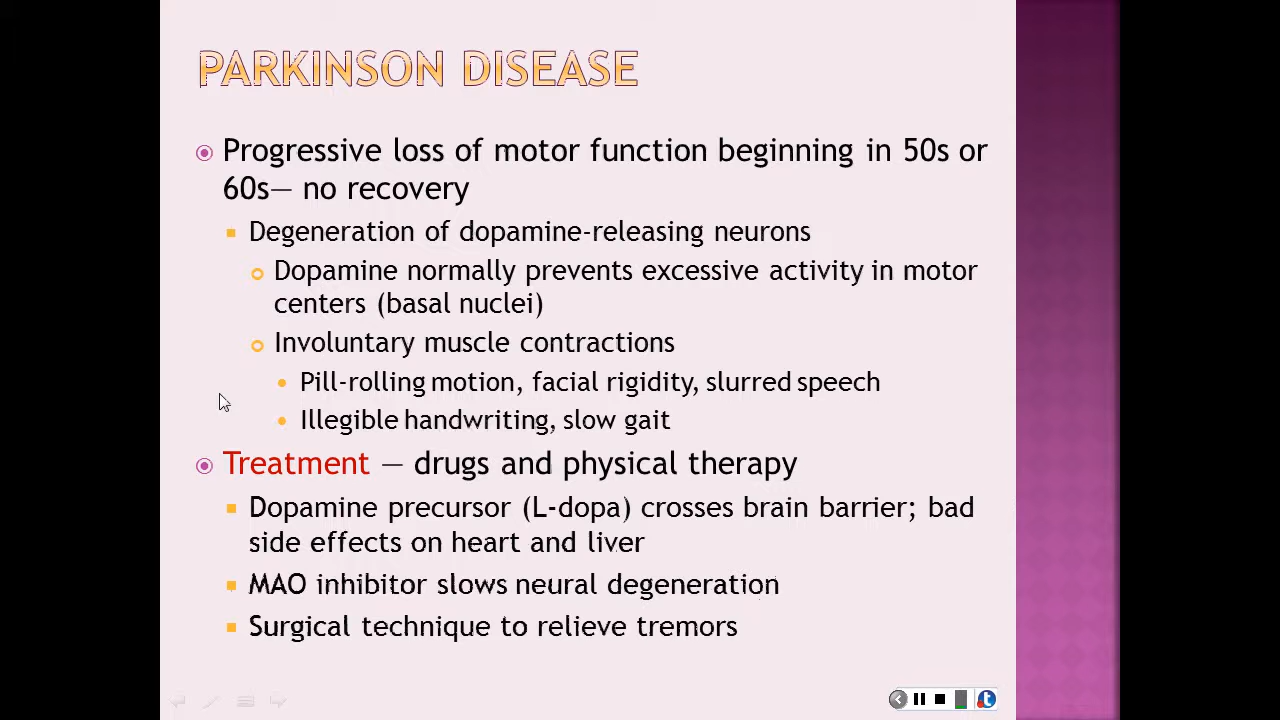 PARKINSON DISEASE
Progressive loss of motor function beginning in 50s or
60s— no recovery
Degeneration of dopamine-releasing neurons
Dopamine normally prevents excessive activity in motor
centers (basal nuclei)
Involuntary muscle contractions
Pill-rolling motion, facial rigidity, slurred speech
Illegible handwriting, slow gait
Treatment — drugs and physical therapy
Dopamine precursor (L-dopa) crosses brain barrier; bad
side effects on heart and liver
MAO inhibitor slows neural degeneration
Surgical technique to relieve tremors
t